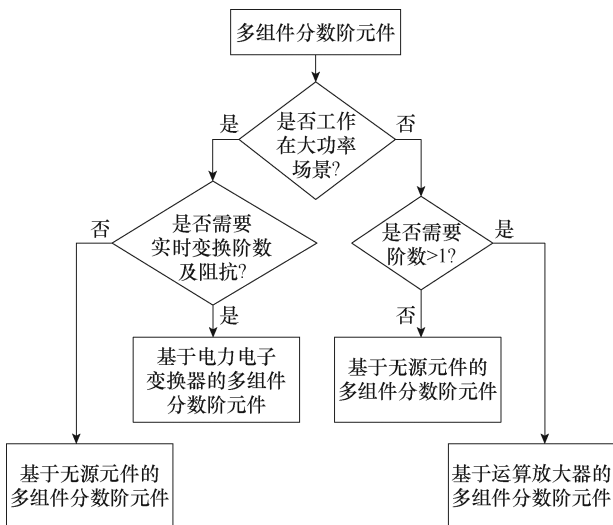 多组件分数阶元件
是
是否工作
在大功率
场景?
否
否
是否需要
实时变换阶数
及阻抗?
是否需要
阶数>1?
是
是
否
基于电力电子
变换器的多组件
分数阶元件
基于无源元件的
多组件分数阶元件
基于无源元件的
多组件分数阶元件
基于运算放大器的
多组件分数阶元件